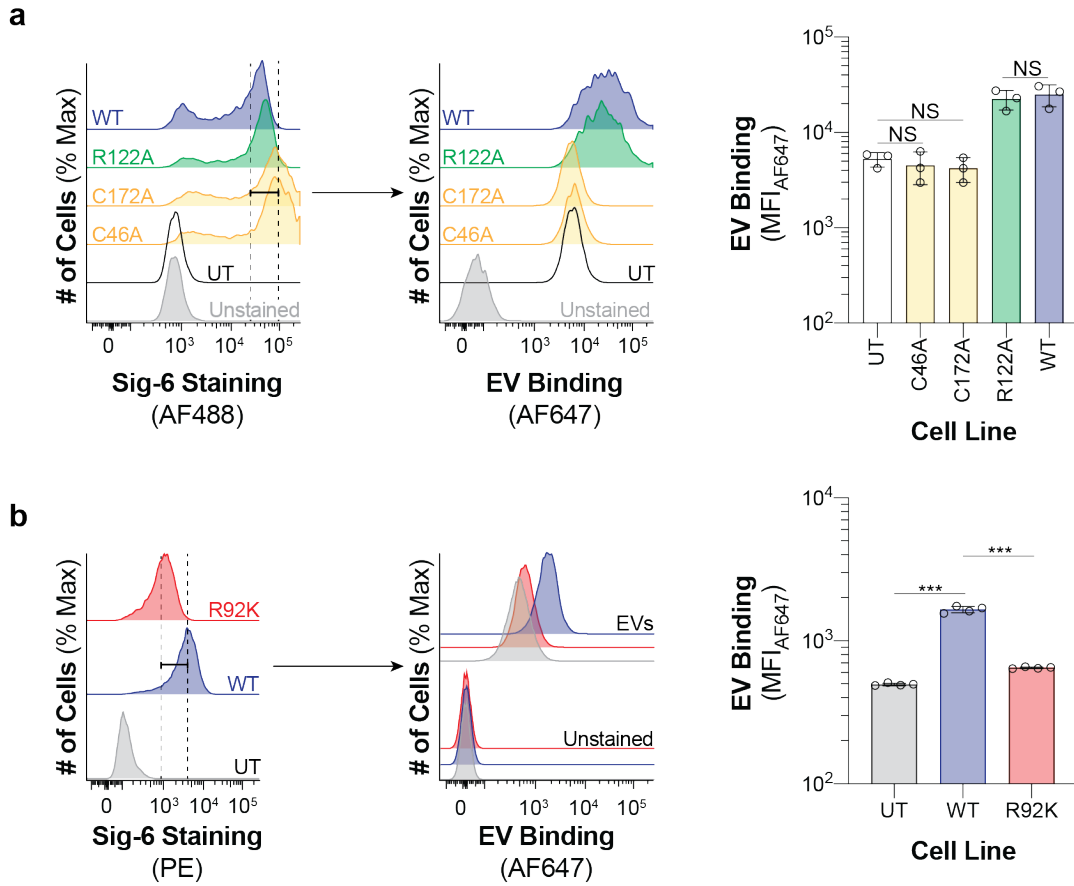 a
# of Cells (% Max)
WT
R122A
C172A
C46A
UT
Unstained
0 10³ 10⁴ 10⁵
Sig-6 Staining
(AF488)
# of Cells (% Max)
UT
Unstained
0 10³ 10⁴ 10⁵
EV Binding
(AF647)
EV Binding
(MFI AF647)
10⁵
10⁴
10³
10²
NS
NS
NS
UT C46A C172A R122A WT
Cell Line
b
# of Cells (% Max)
R92K
WT
UT
0 10³ 10⁴ 10⁵
Sig-6 Staining
(PE)
# of Cells (% Max)
EVs
Unstained
0 10³ 10⁴ 10⁵
EV Binding
(AF647)
EV Binding
(MFI AF647)
10⁴
10³
10²
***
***
UT WT R92K
Cell Line